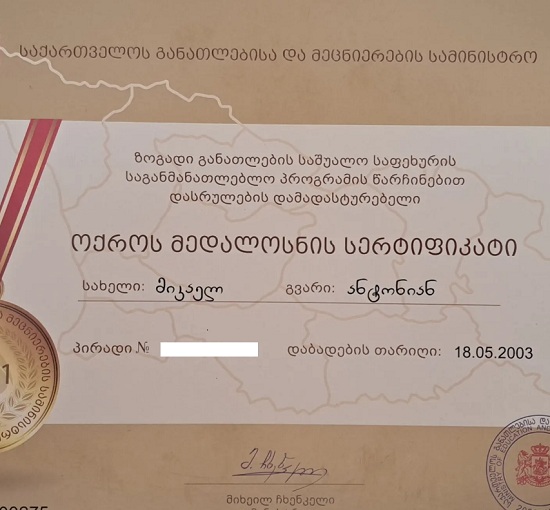 საქართველოს განათლებისა და მეცნიერების სამინისტრო
ზოგადი განათლების საშუალო საფეხურის
საგანმანათლებლო პროგრამის წარჩინებით
დასრულების დამადასტურებელი
ოქროს მედალოსნის სერტიფიკატი
სახელი: მიკაელ გვარი: ანტონიან
პირადი № დაბადების თარიღი: 18.05.2003
მიხეილ ჩხენკელი